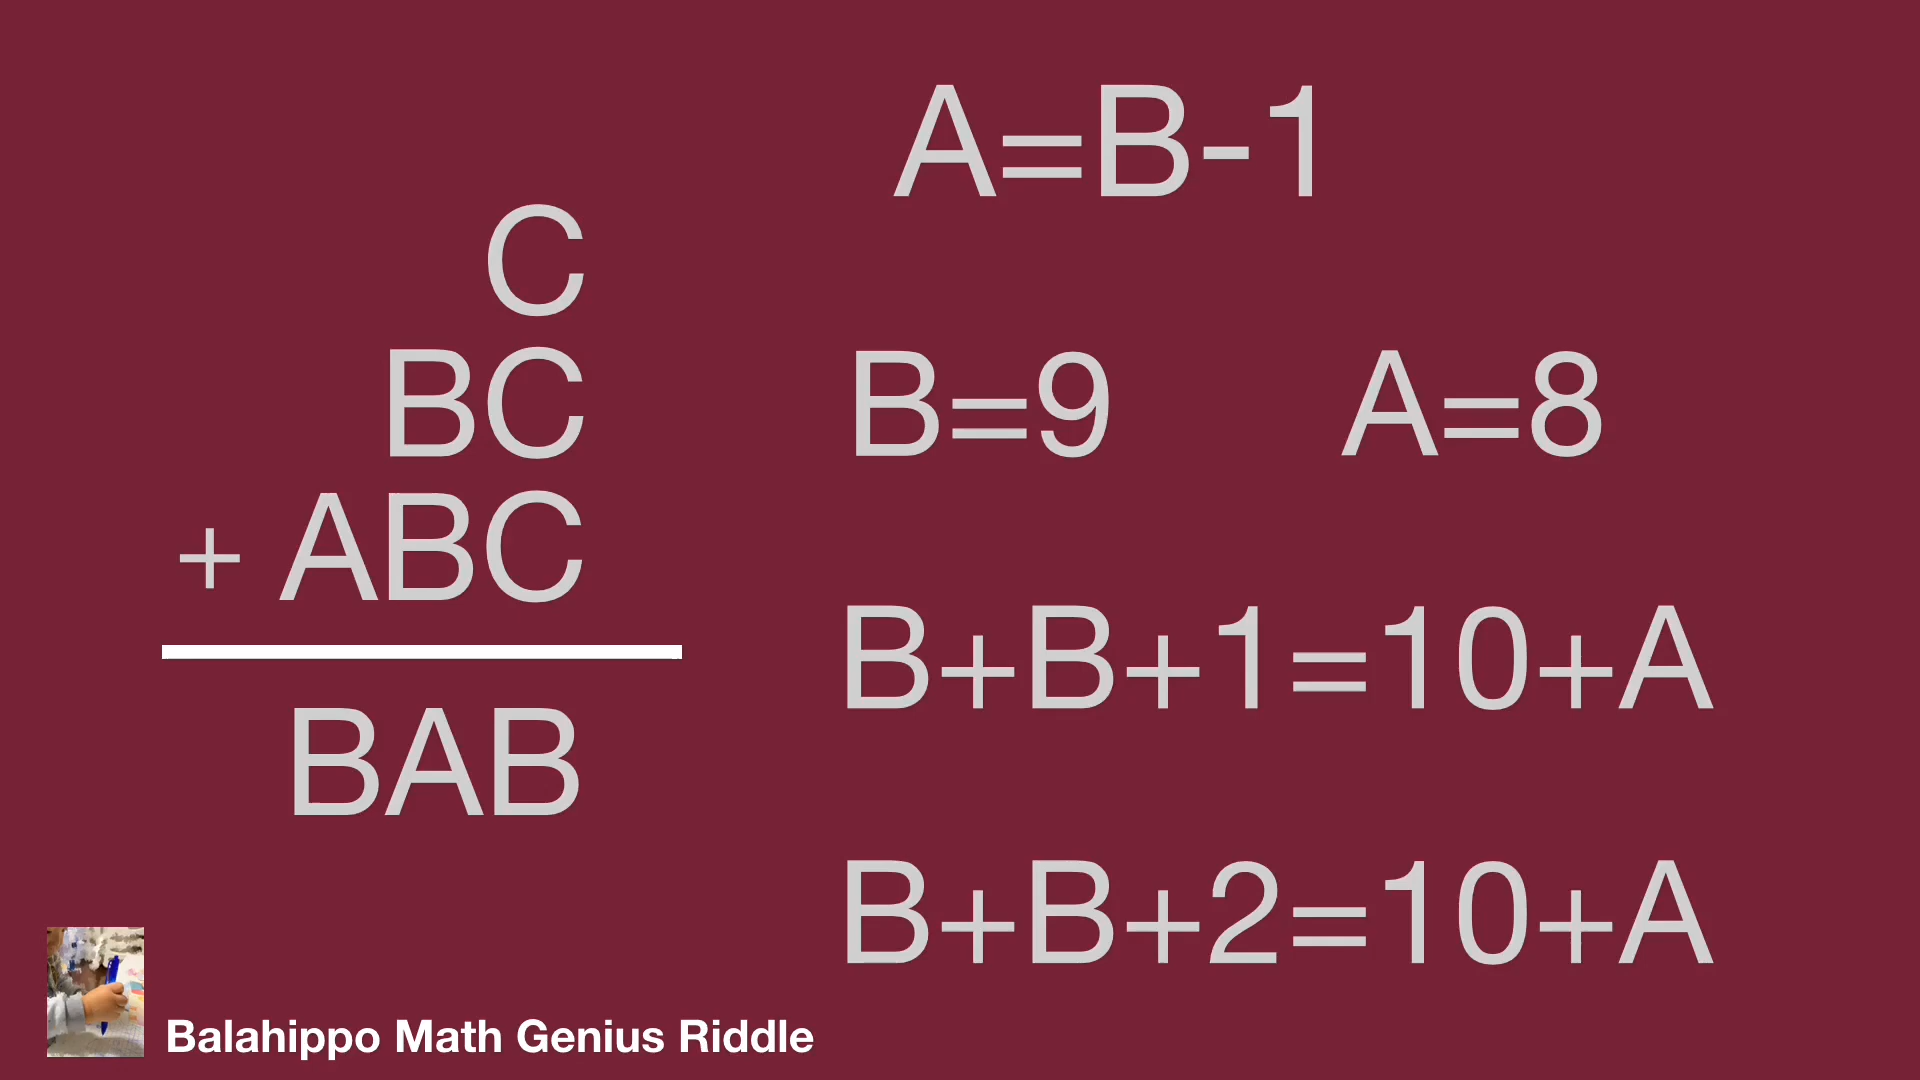 C
BC
+ ABC
BAB
A=B-1
B=9 A=8
B+B+1=10+A
B+B+2=10+A
Balahippo Math Genius Riddle